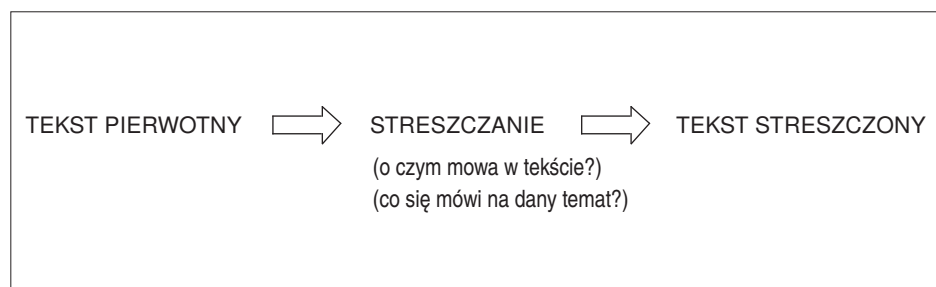 TEKST PIERWOTNY STRESZCZANIE TEKST STRESZCZONY
(o czym mowa w tekście?)
(co się mówi na dany temat?)